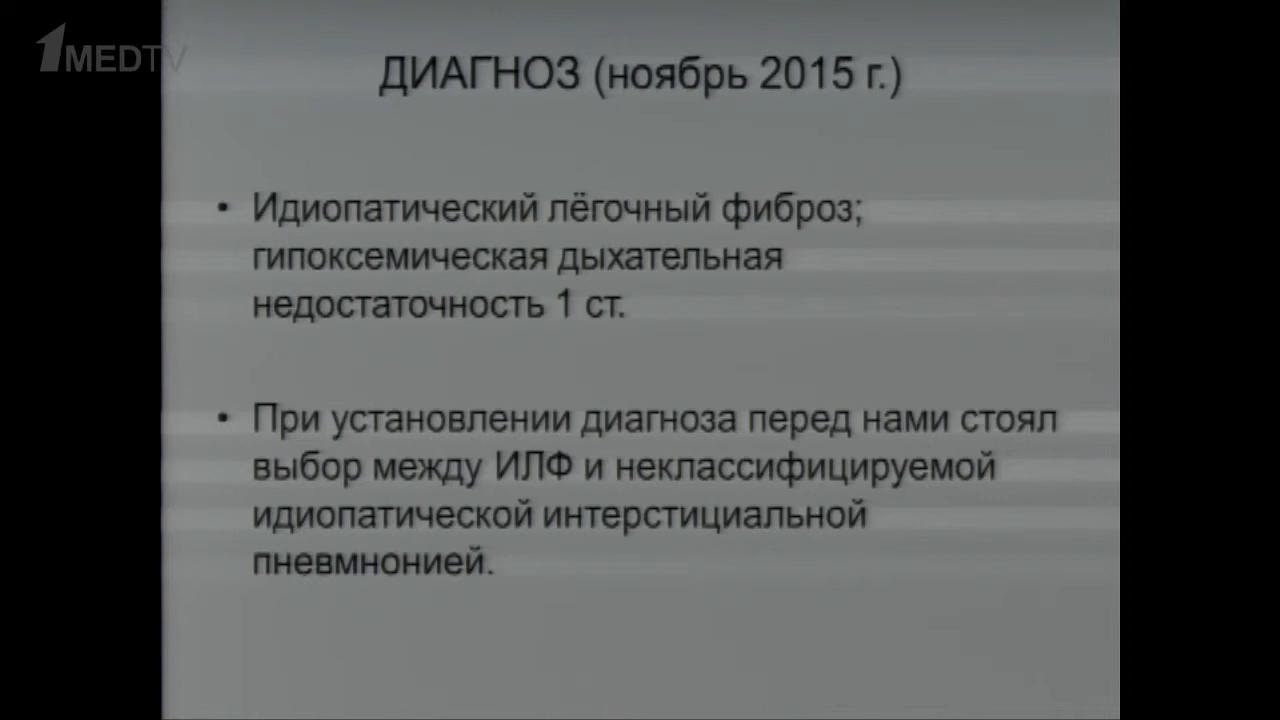 1MEDTV
ДИАГНОЗ (ноябрь 2015 г.)
• Идиопатический лёгочный фиброз;
гипоксемическая дыхательная
недостаточность 1 ст.
• При установлении диагноза перед нами стоял
выбор между ИЛФ и неклассифицируемой
идиопатической интерстициальной
пневмнонией.